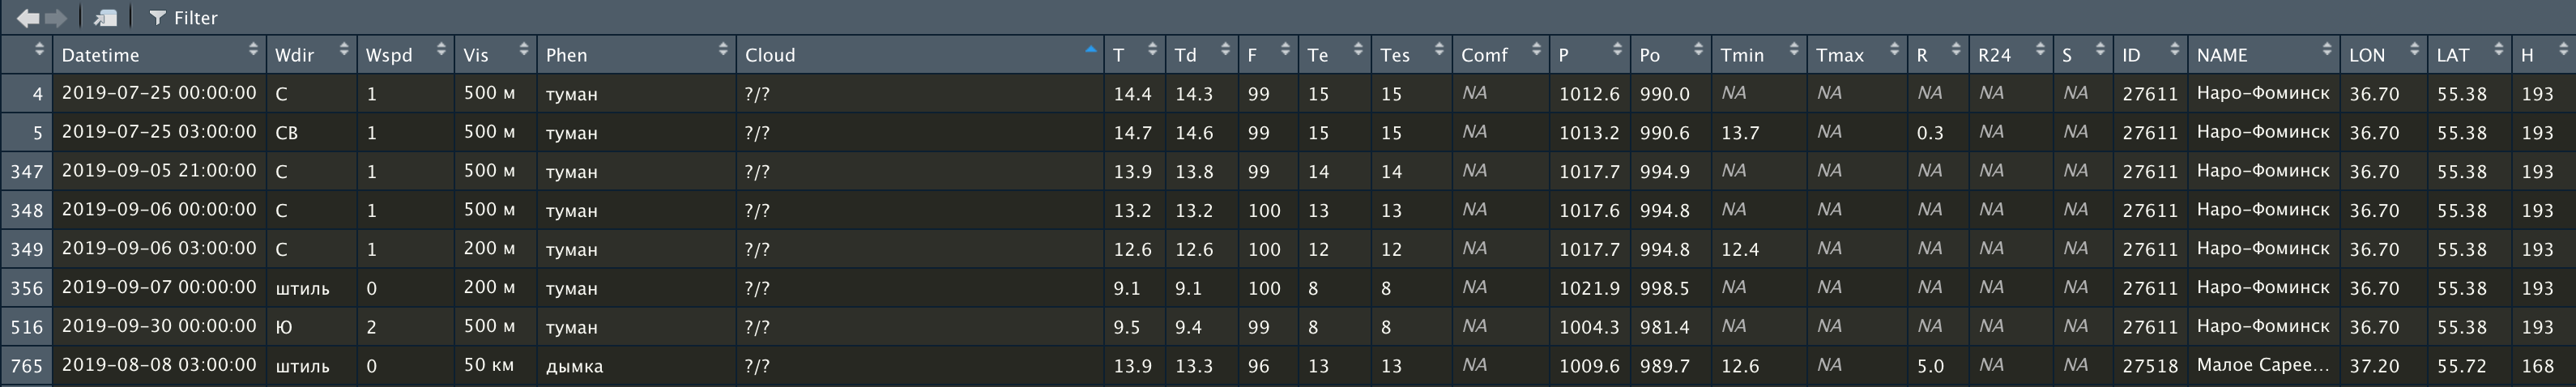 Filter
Datetime Wdir Wspd Vis Phen Cloud T Td F Te Tes Comf P Po Tmin Tmax R R24 S ID NAME LON LAT H
4 2019-07-25 00:00:00 С 1 500 м туман ?/? 14.4 14.3 99 15 15 NA 1012.6 990.0 NA NA NA NA NA 27611 Наро-Фоминск 36.70 55.38 193
5 2019-07-25 03:00:00 СВ 1 500 м туман ?/? 14.7 14.6 99 15 15 NA 1013.2 990.6 13.7 NA 0.3 NA NA 27611 Наро-Фоминск 36.70 55.38 193
347 2019-09-05 21:00:00 С 1 500 м туман ?/? 13.9 13.8 99 14 14 NA 1017.7 994.9 NA NA NA NA NA 27611 Наро-Фоминск 36.70 55.38 193
348 2019-09-06 00:00:00 С 1 500 м туман ?/? 13.2 13.2 100 13 13 NA 1017.6 994.8 NA NA NA NA NA 27611 Наро-Фоминск 36.70 55.38 193
349 2019-09-06 03:00:00 С 1 200 м туман ?/? 12.6 12.6 100 12 12 NA 1017.7 994.8 12.4 NA NA NA NA 27611 Наро-Фоминск 36.70 55.38 193
356 2019-09-07 00:00:00 штиль 0 200 м туман ?/? 9.1 9.1 100 8 8 NA 1021.9 998.5 NA NA NA NA NA 27611 Наро-Фоминск 36.70 55.38 193
516 2019-09-30 00:00:00 Ю 2 500 м туман ?/? 9.5 9.4 99 8 8 NA 1004.3 981.4 NA NA NA NA NA 27611 Наро-Фоминск 36.70 55.38 193
765 2019-08-08 03:00:00 штиль 0 50 км дымка ?/? 13.9 13.3 96 13 13 NA 1009.6 989.7 12.6 NA 5.0 NA NA 27518 Малое Сарее... 37.20 55.72 168